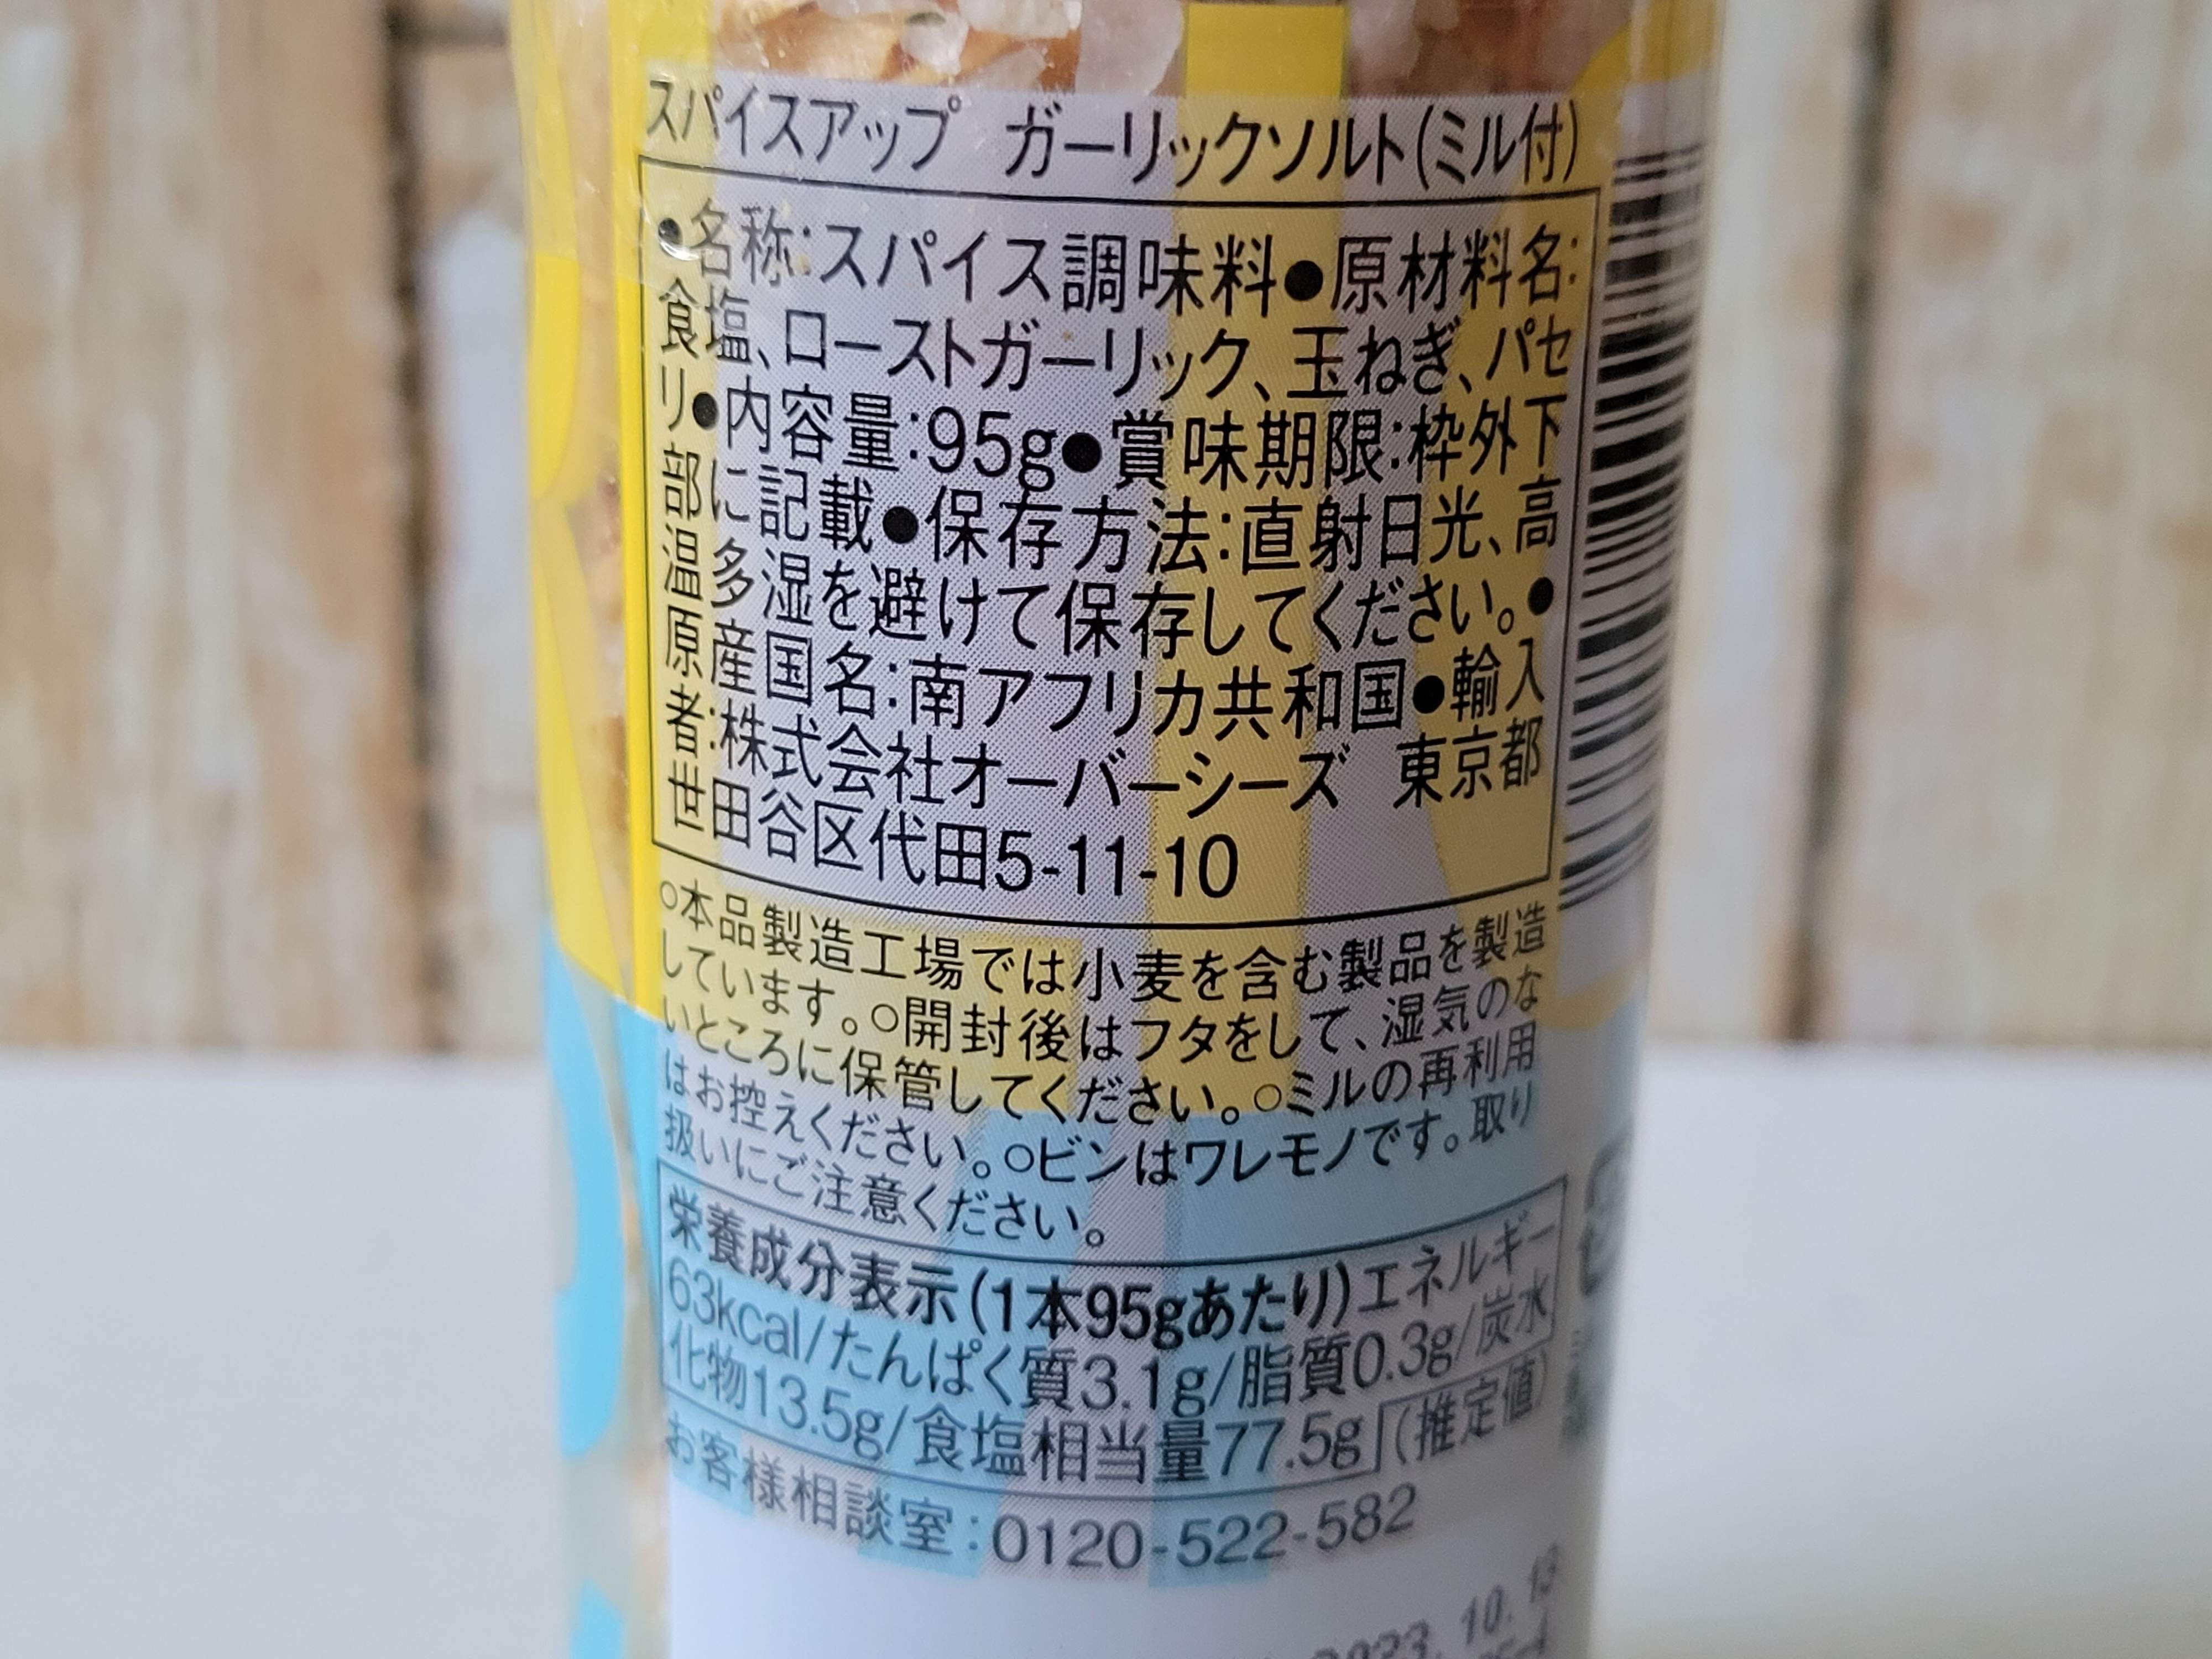 スパイスアップ　ガーリックソルト(ミル付)
●名称:スパイス調味料●原材料名:
食塩、ローストガーリック、玉ねぎ、パセ
リ●内容量:95g●賞味期限:枠外下
部に記載●保存方法:直射日光、高
温多湿を避けて保存してください。●
原産国名:南アフリカ共和国●輸入
者:株式会社オーバーシーズ　東京都
世田谷区代田5-11-10
○本品製造工場では小麦を含む製品を製造
しています。○開封後はフタをして、湿気のな
いところに保管してください。○ミルの再利用
はお控えください。○ビンはワレモノです。取り
扱いにご注意ください。
栄養成分表示(1本95gあたり)エネルギー
63kcal/たんぱく質3.1g/脂質0.3g/炭水
化物13.5g/食塩相当量77.5g(推定値)
お客様相談室:0120-522-582
2023. 10. 13